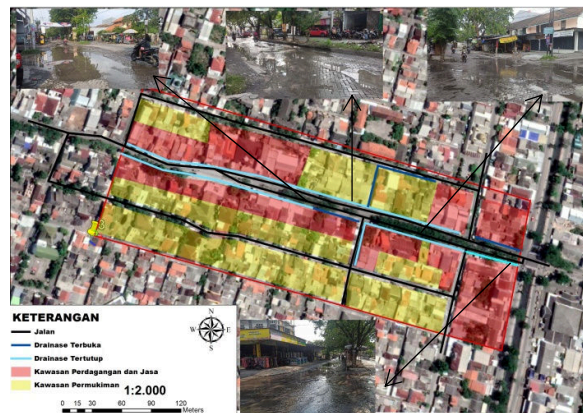 KETERANGAN
Jalan
Drainase Terbuka
Drainase Tertutup
Kawasan Perdagangan dan Jasa
Kawasan Permukiman
N
W E
S
1:2.000
0 15 30 60 90 120
Meters